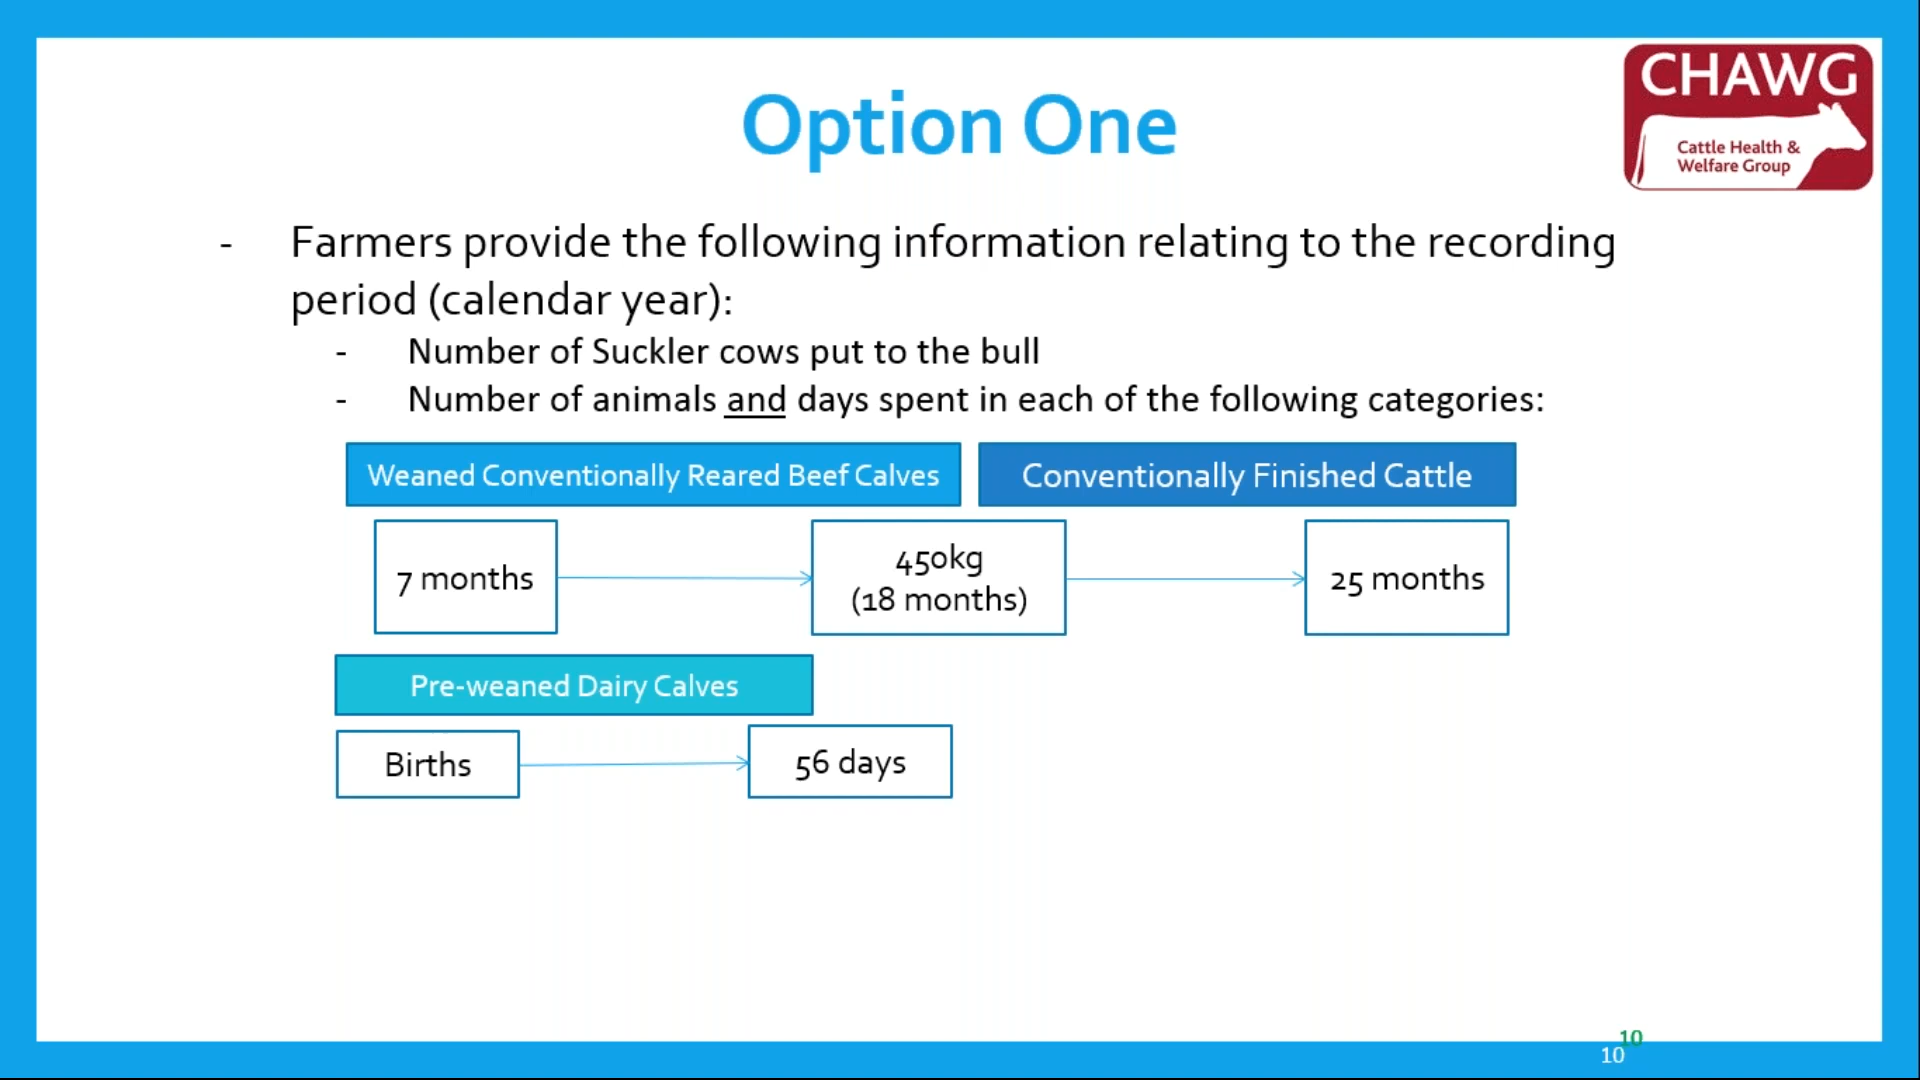 Option One
CHAWG
Cattle Health &
Welfare Group
- Farmers provide the following information relating to the recording
period (calendar year):
- Number of Suckler cows put to the bull
- Number of animals and days spent in each of the following categories:
Weaned Conventionally Reared Beef Calves
Conventionally Finished Cattle
7 months
450kg
(18 months)
25 months
Pre-weaned Dairy Calves
Births
56 days
10
10